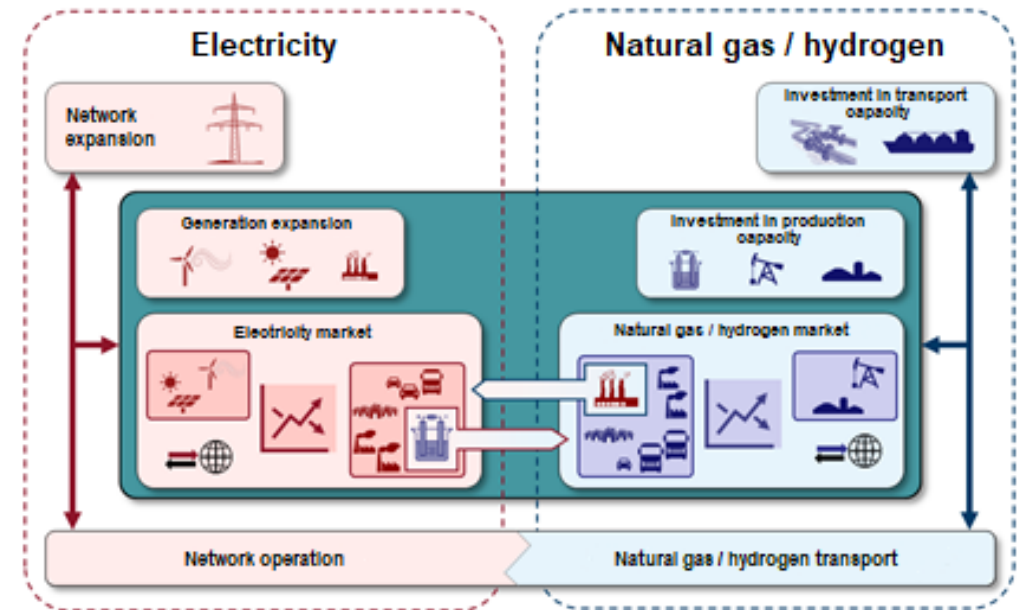 Electricity
Natural gas / hydrogen
Network
expansion
Investment in transport
capacity
Generation expansion
Investment in production
capacity
Electricity market
Natural gas / hydrogen market
Network operation
Natural gas / hydrogen transport